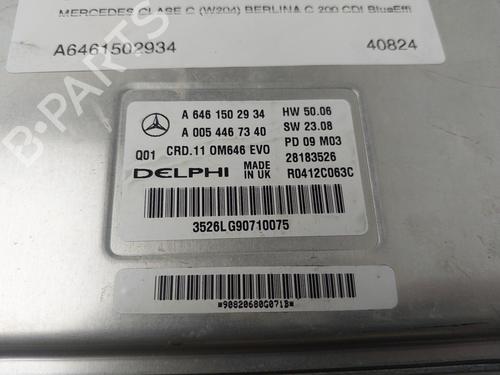 MERCEDES CLASE C (W204) BERLINA C 200 CDI BlueEffi
A6461502934 40824
A 646 150 29 34 HW 50.06
A 005 446 73 40 SW 23.08
Q01 CRD.11 OM646 EVO PD 09 M03
DELPHI MADE IN UK 28183526
R0412C063C
3526LG90710075
*90820680G071B*
B-PARTS